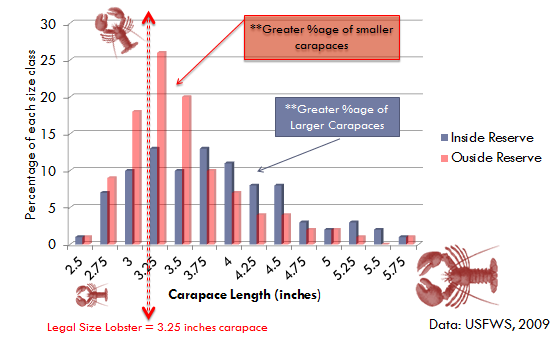 30
25
20
15
10
5
0
Percentage of each size class
**Greater %age of smaller
carapaces
**Greater %age of
Larger Carapaces
Inside Reserve
Ouside Reserve
2.5
2.75
3
3.25
3.5
3.75
4
4.25
4.5
4.75
5
5.25
5.5
5.75
Carapace Length (inches)
Legal Size Lobster = 3.25 inches carapace
Data: USFWS, 2009